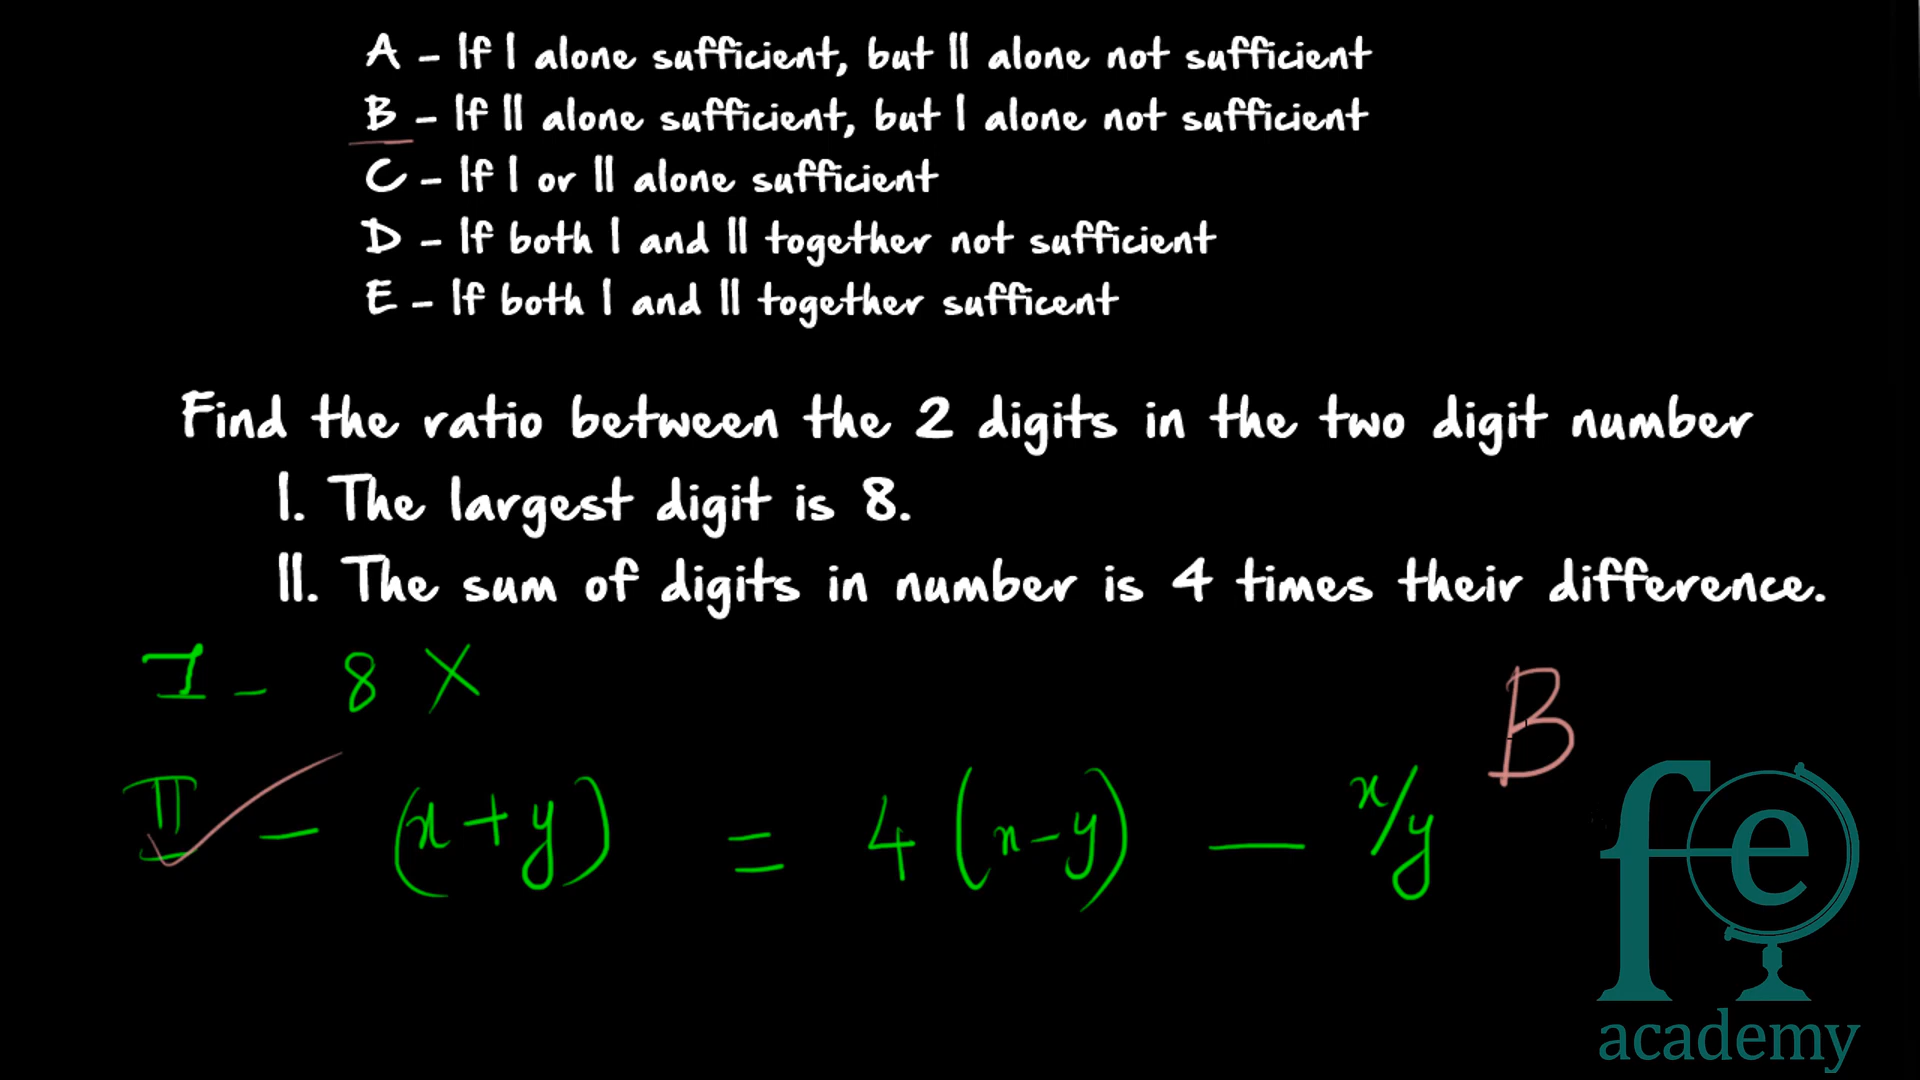 A - If I alone sufficient, but II alone not sufficient
B - If II alone sufficient, but I alone not sufficient
C - If I or II alone sufficient
D - If both I and II together not sufficient
E - If both I and II together sufficent
Find the ratio between the 2 digits in the two digit number
I. The largest digit is 8.
II. The sum of digits in number is 4 times their difference.
I - 8 X
B
II - (x+y) = 4 (x-y) - x/y
fe
academy